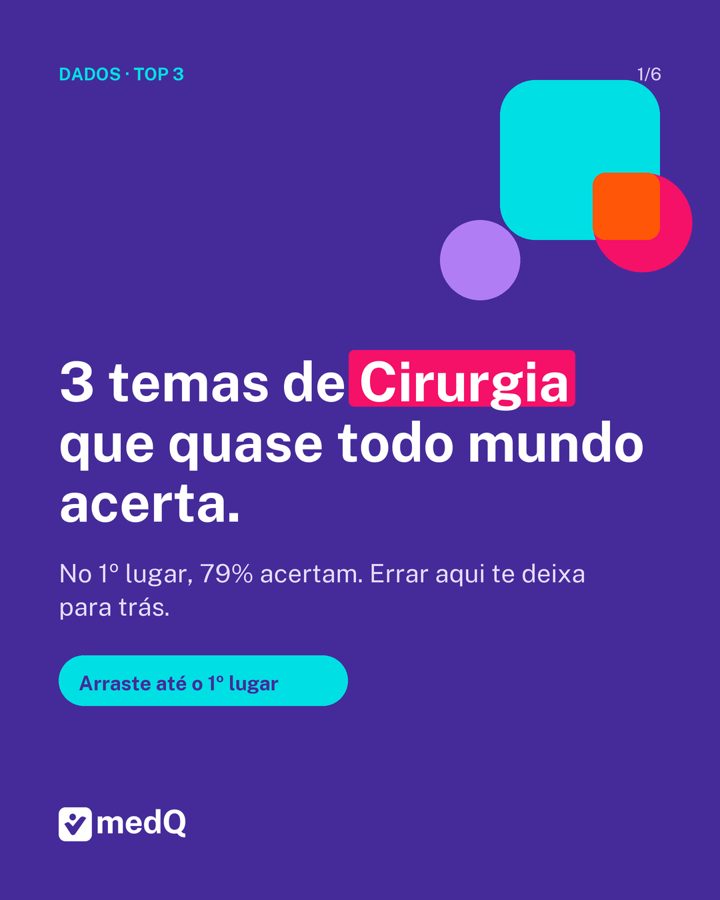 DADOS · TOP 3
1/6
3 temas de Cirurgia
que quase todo mundo
acerta.
No 1º lugar, 79% acertam. Errar aqui te deixa
para trás.
Arraste até o 1º lugar
medQ